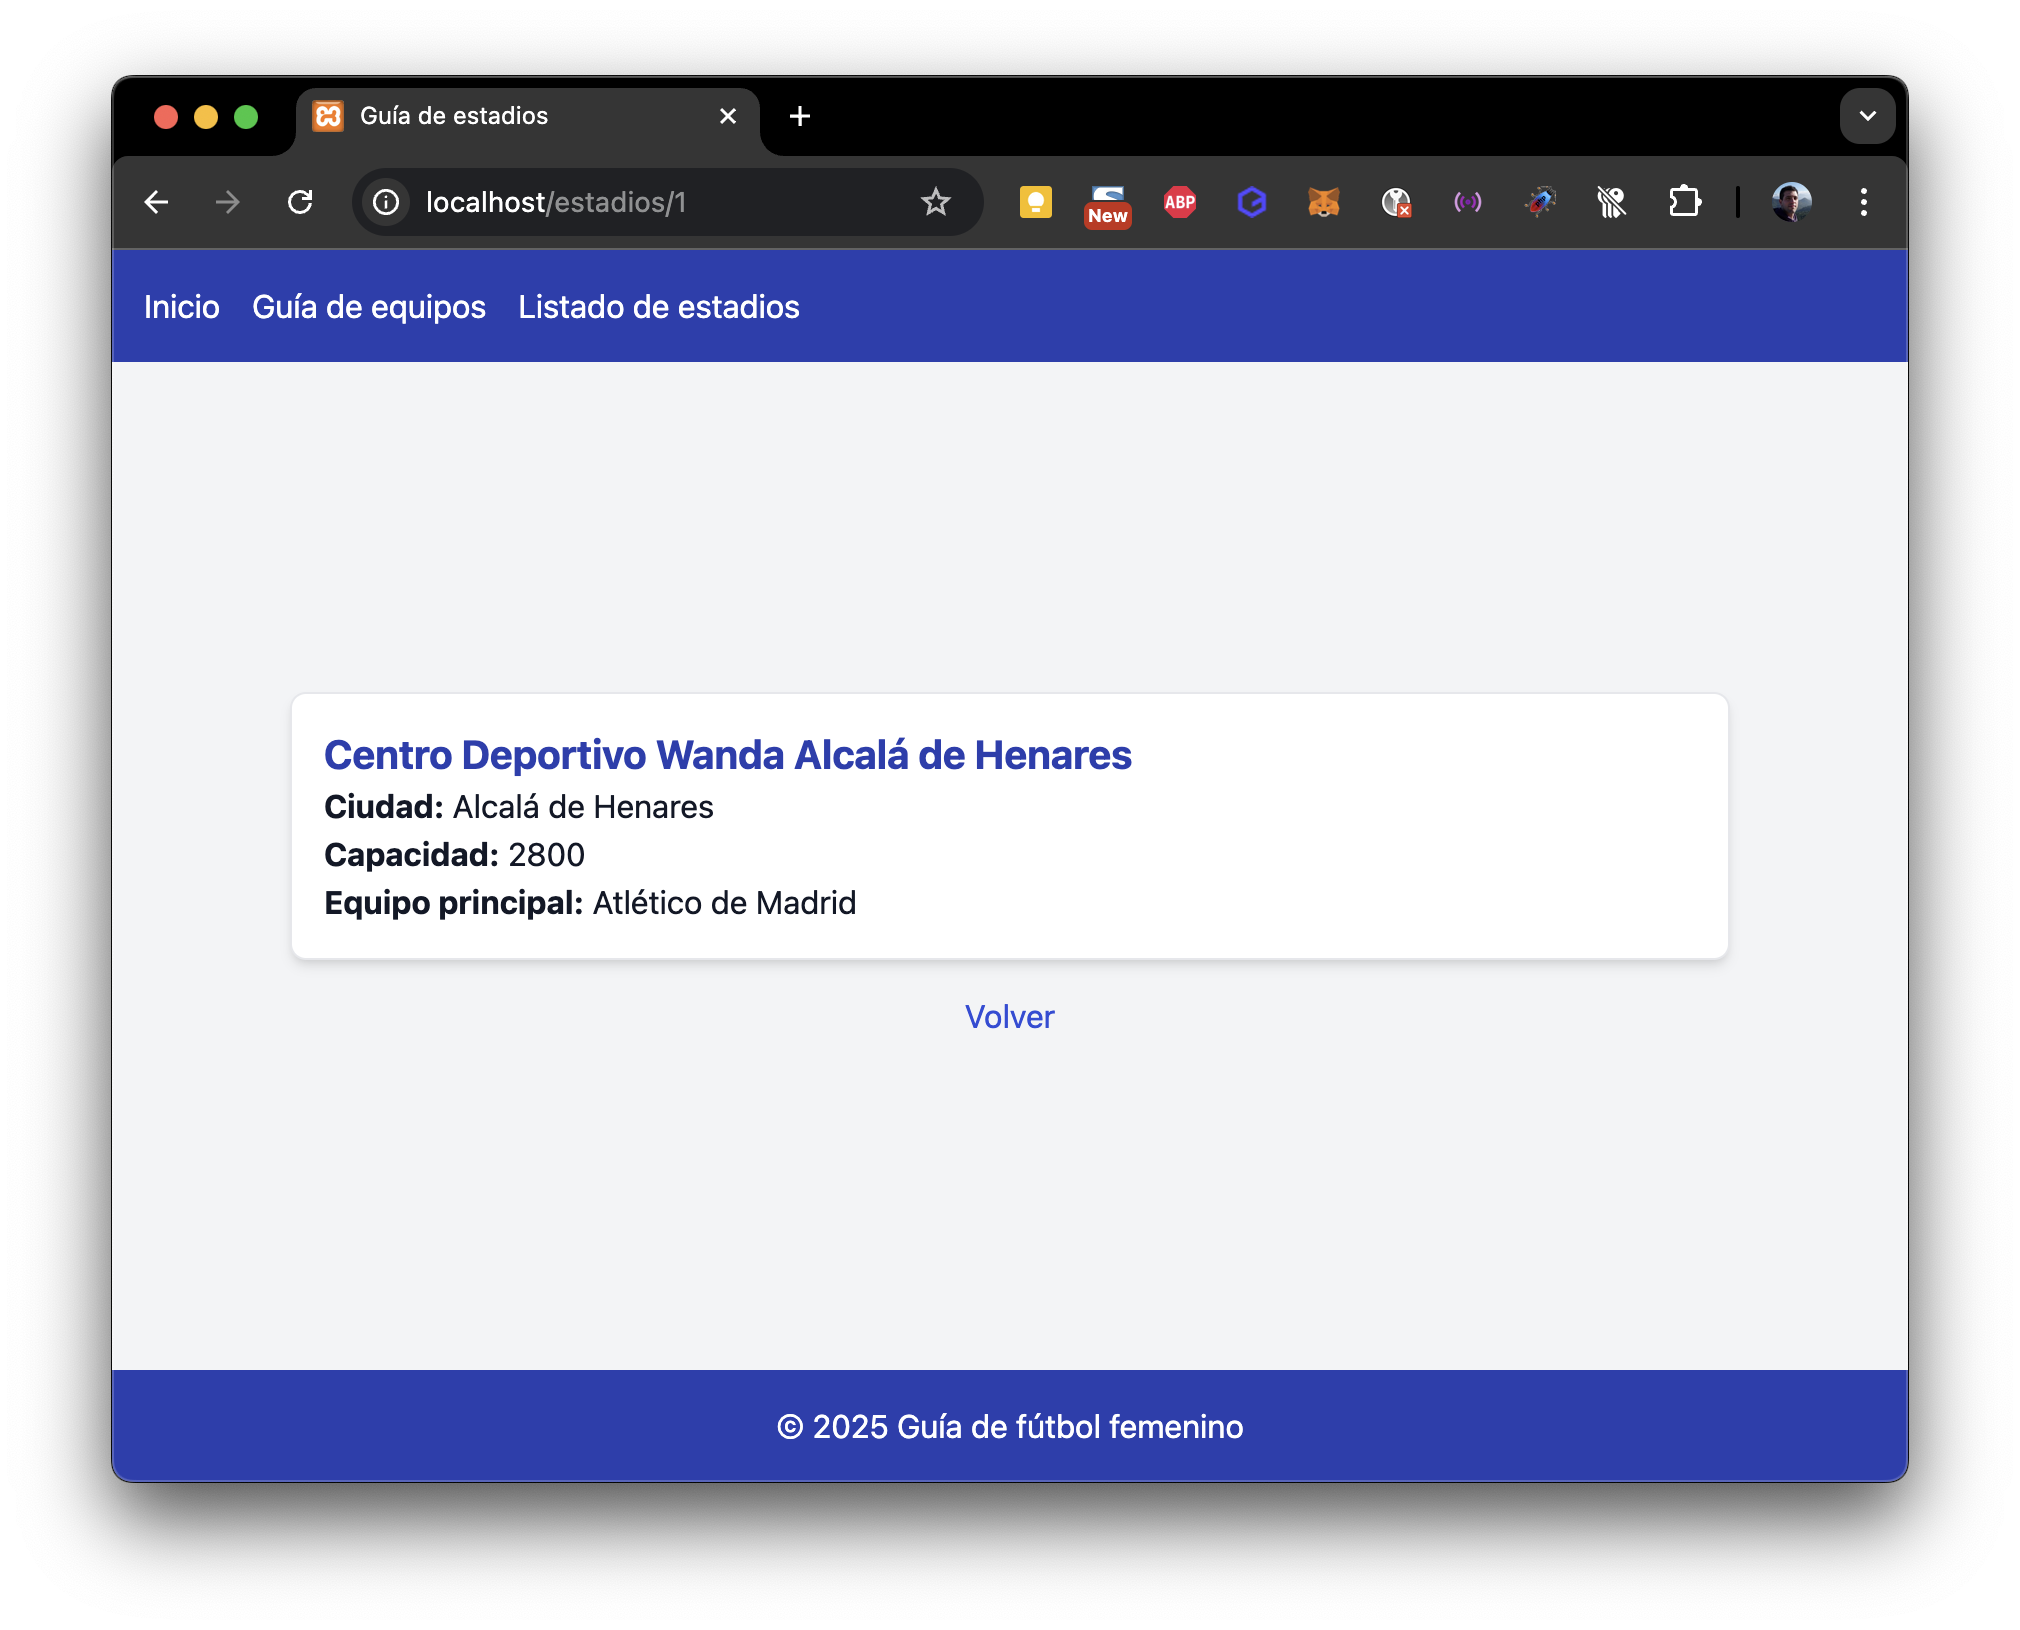 Guía de estadios
localhost/estadios/1
New
ABP
Inicio Guía de equipos Listado de estadios
Centro Deportivo Wanda Alcalá de Henares
Ciudad: Alcalá de Henares
Capacidad: 2800
Equipo principal: Atlético de Madrid
Volver
© 2025 Guía de fútbol femenino